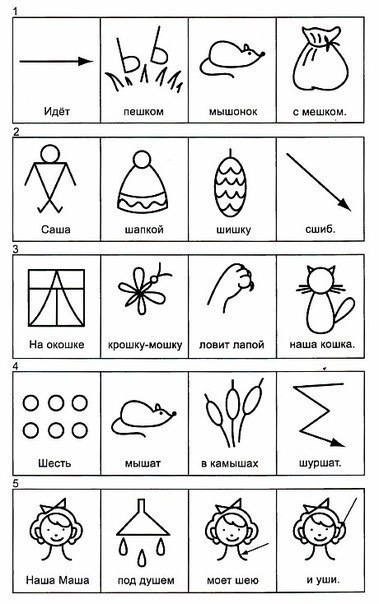 1
Идёт пешком мышонок с мешком.
2
Саша шапкой шишку сшиб.
3
На окошке крошку-мошку ловит лапой наша кошка.
4
Шесть мышат в камышах шуршат.
5
Наша Маша под душем моет шею и уши.